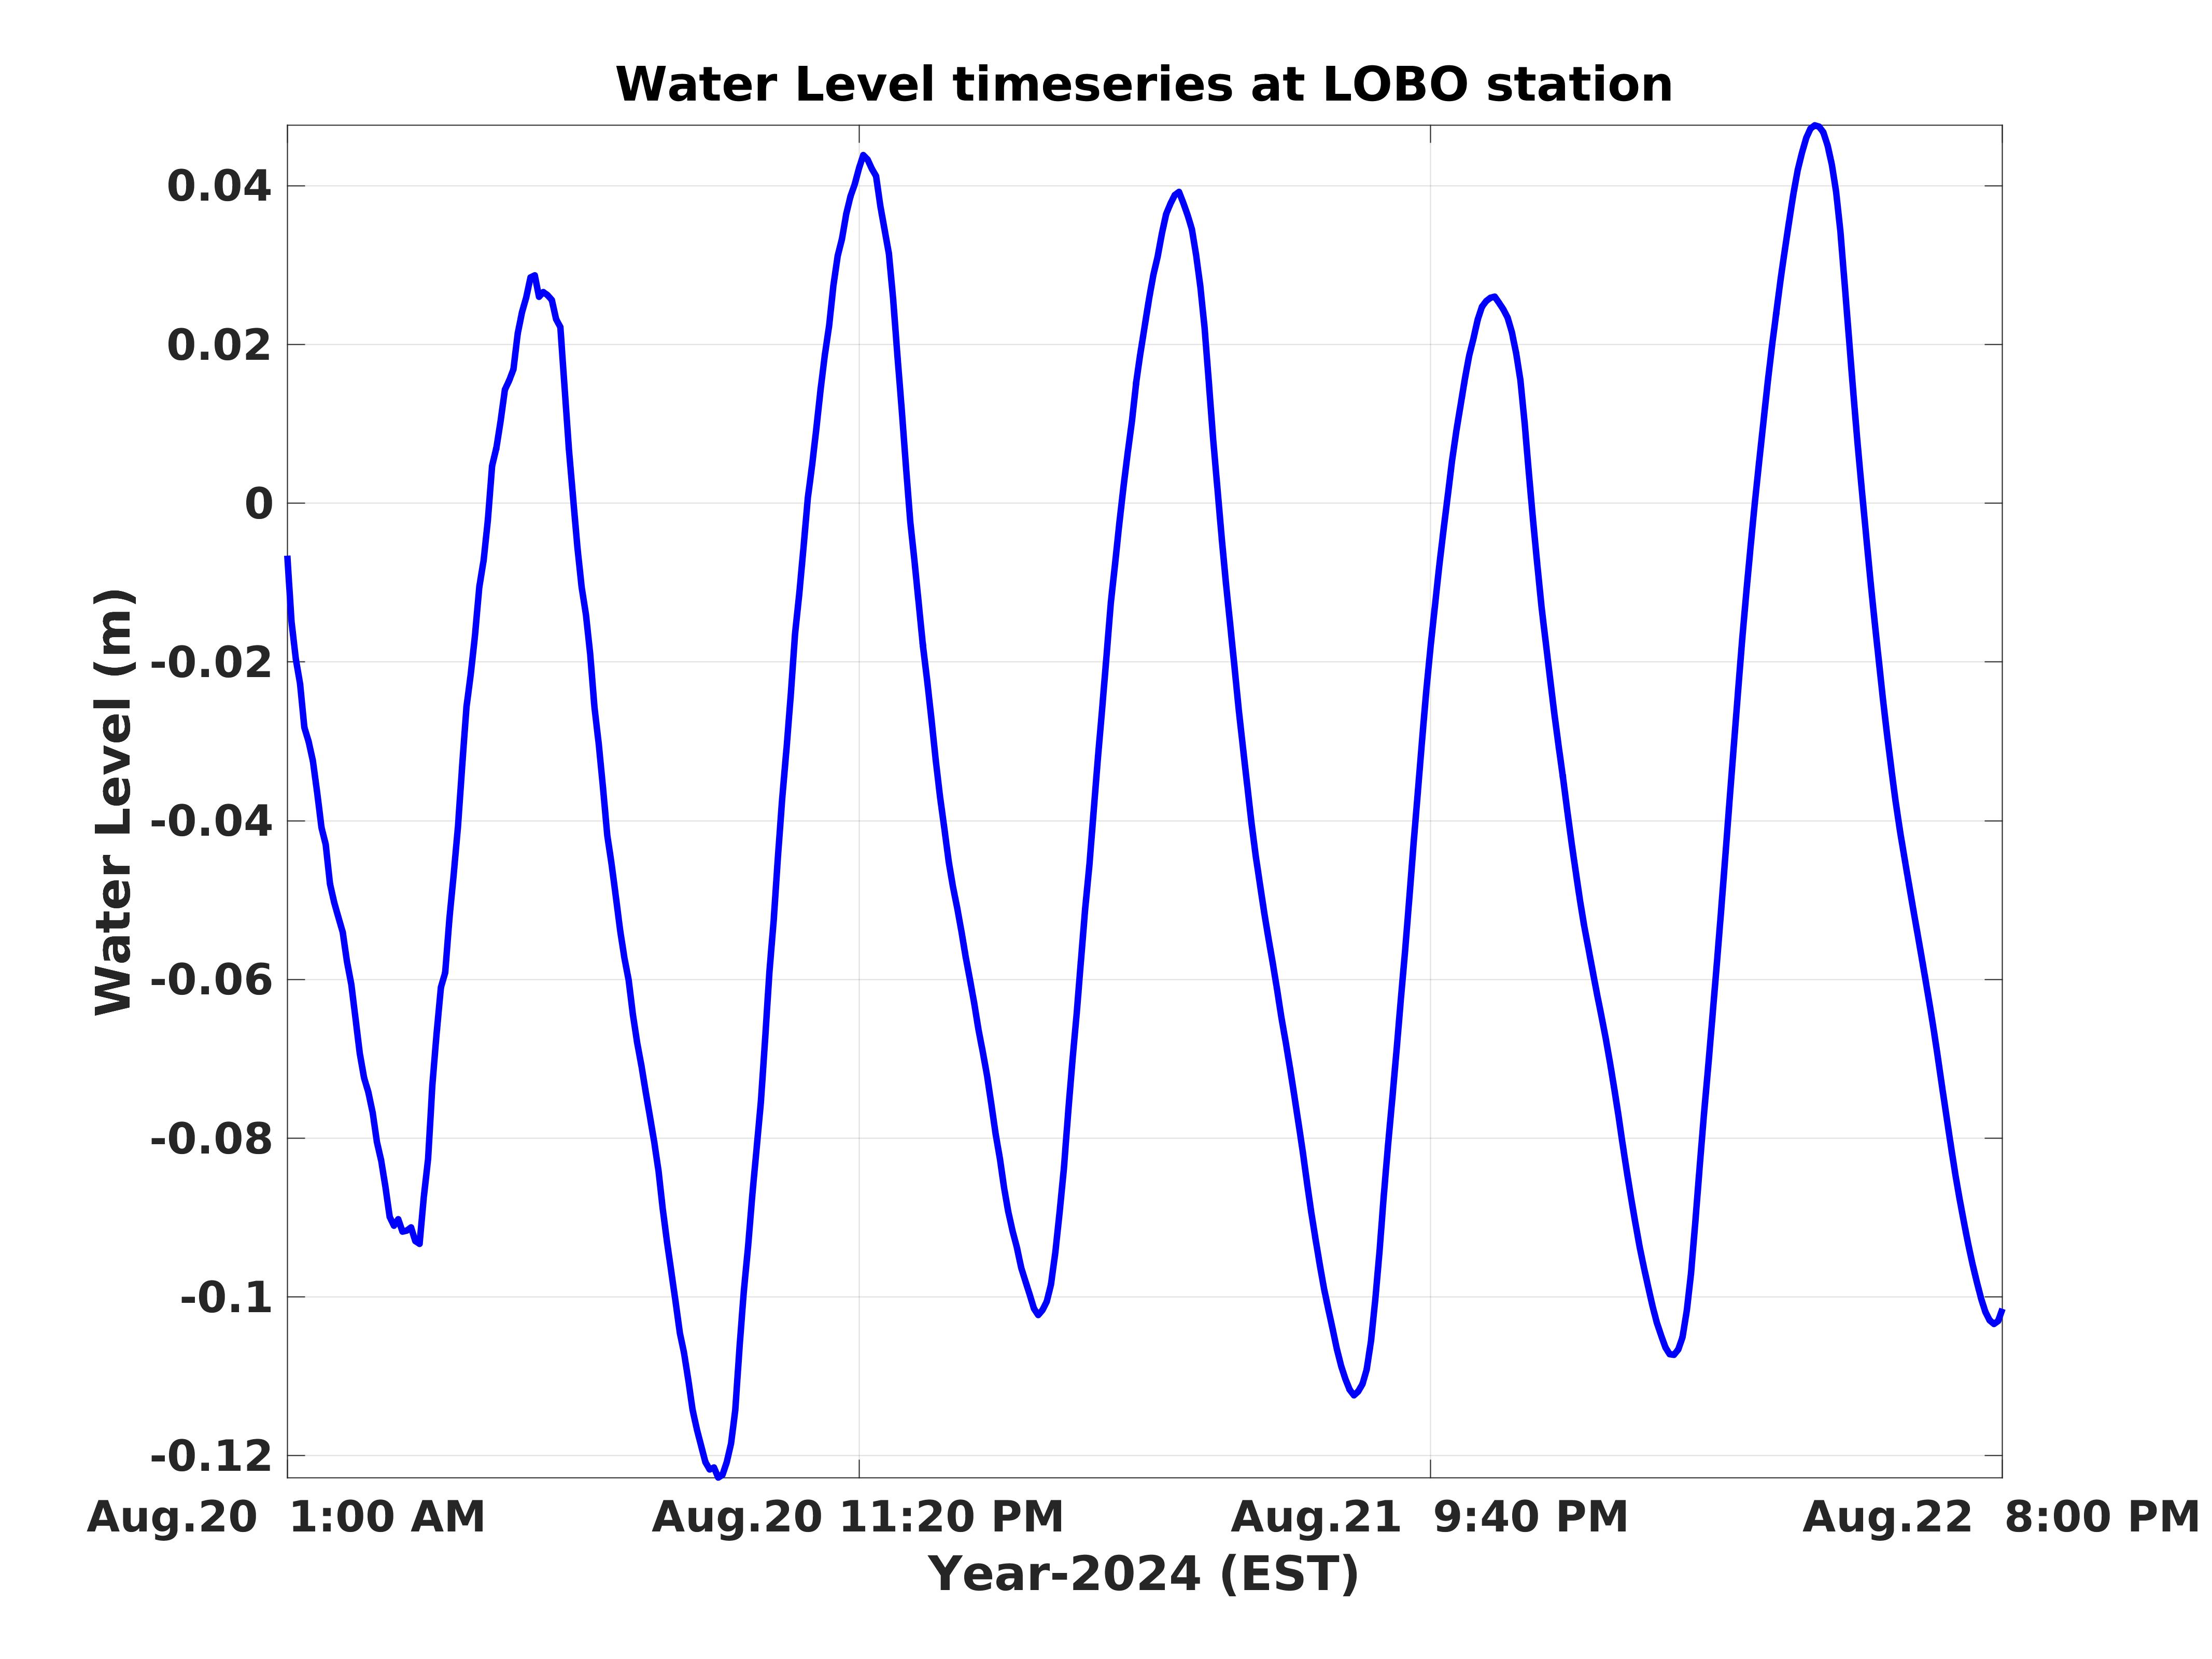 Water Level timeseries at LOBO station
Water Level (m)
0.04
0.02
0
-0.02
-0.04
-0.06
-0.08
-0.1
-0.12
Aug.20  1:00 AM
Aug.20 11:20 PM
Aug.21  9:40 PM
Aug.22  8:00 PM
Year-2024 (EST)